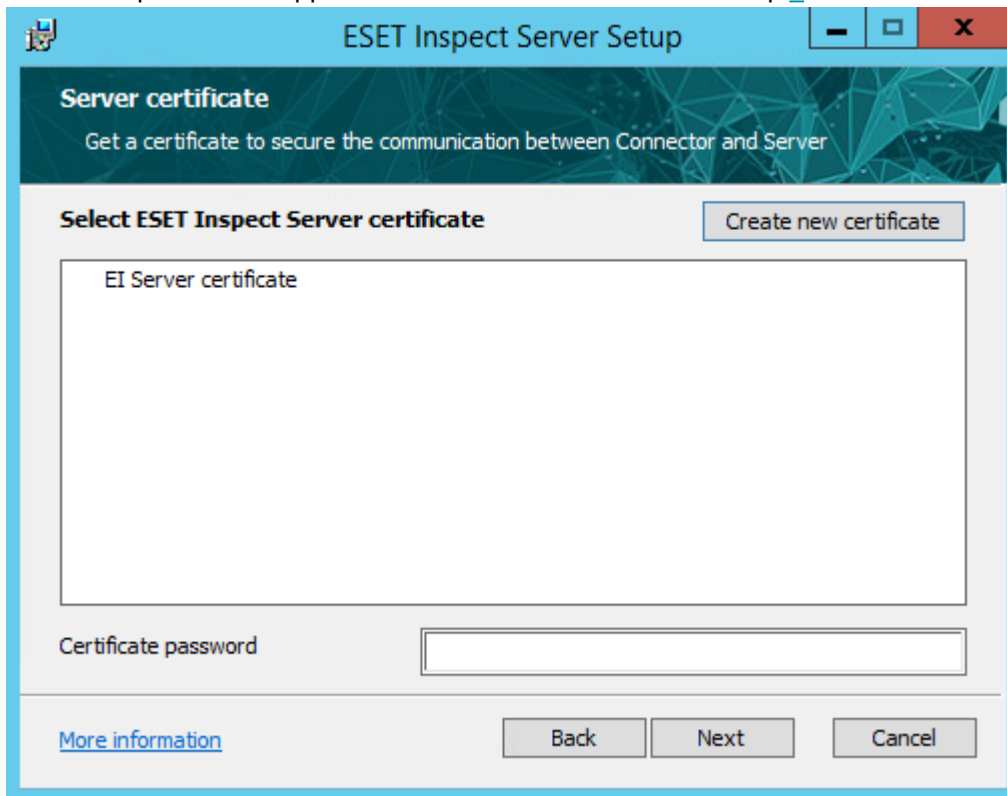 ESET Inspect Server Setup
Server certificate
Get a certificate to secure the communication between Connector and Server
Select ESET Inspect Server certificate
Create new certificate
EI Server certificate
Certificate password
More information
Back
Next
Cancel